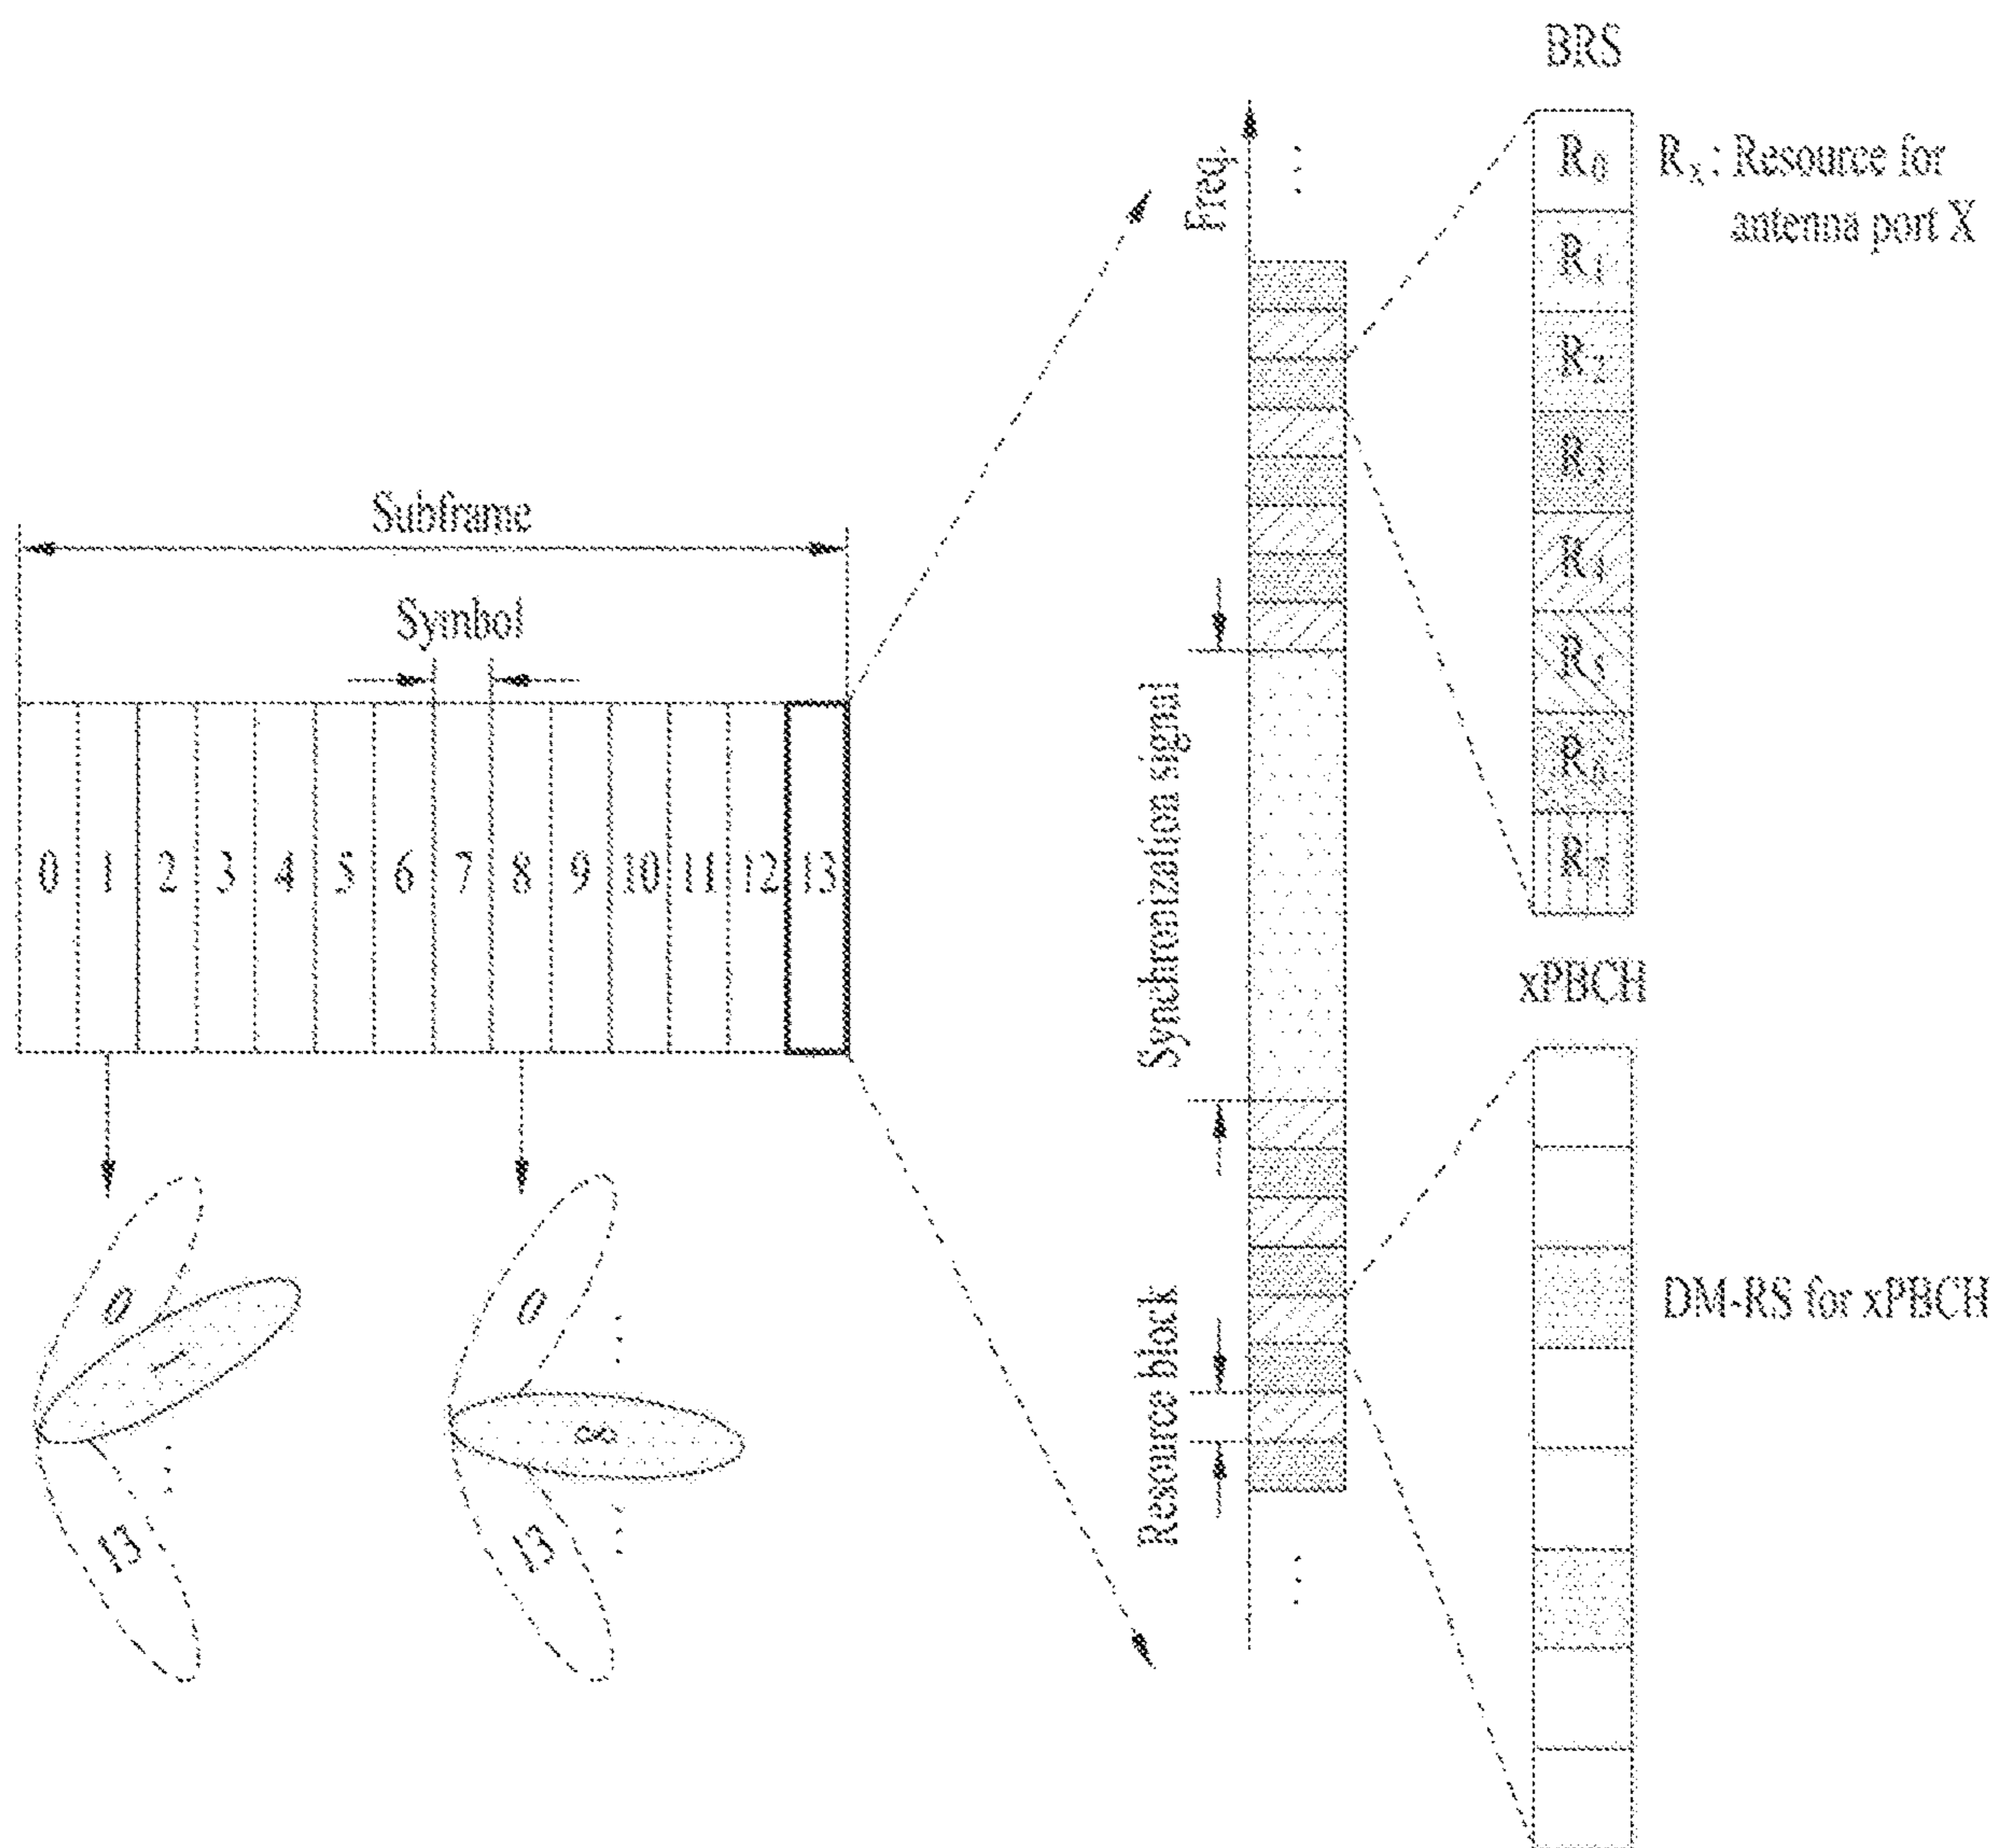 BRS
R0
Rx : Resource for
antenna port X
R1
R2
R3
R4
R5
R6
R7
Freq.
Subframe
Symbol
0 1 2 3 4 5 6 7 8 9 10 11 12 13
Synchronization signal
xPBCH
0
1
13
0
8
13
Resource block
DM-RS for xPBCH